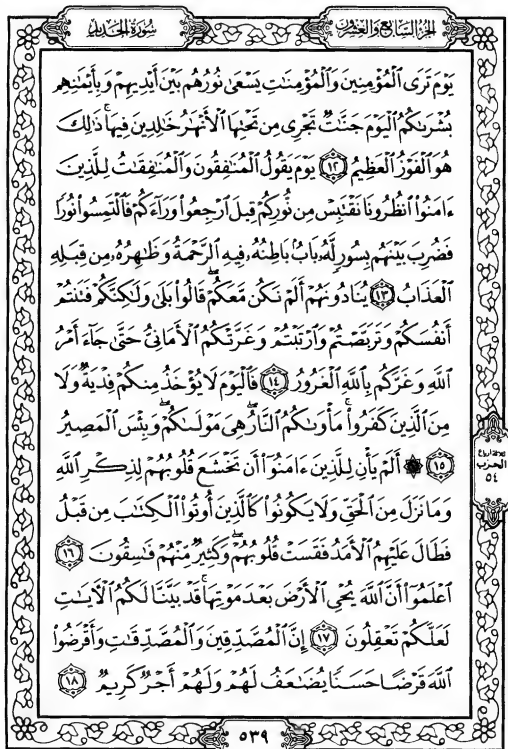 الجزء السابع والعشرون
سورة الحديد
يَوْمَ تَرَى ٱلْمُؤْمِنِينَ وَٱلْمُؤْمِنَٰتِ يَسْعَىٰ نُورُهُم بَيْنَ أَيْدِيهِمْ وَبِأَيْمَٰنِهِم
بُشْرَىٰكُمُ ٱلْيَوْمَ جَنَّٰتٌ تَجْرِى مِن تَحْتِهَا ٱلْأَنْهَٰرُ خَٰلِدِينَ فِيهَا ۚ ذَٰلِكَ
هُوَ ٱلْفَوْزُ ٱلْعَظِيمُ ١٢ يَوْمَ يَقُولُ ٱلْمُنَٰفِقُونَ وَٱلْمُنَٰفِقَٰتُ لِلَّذِينَ
ءَامَنُوا۟ ٱنظُرُونَا نَقْتَبِسْ مِن نُّورِكُمْ قِيلَ ٱرْجِعُوا۟ وَرَآءَكُمْ فَٱلْتَمِسُوا۟ نُورًا
فَضُرِبَ بَيْنَهُم بِسُورٍ لَّهُۥ بَابٌۢ بَاطِنُهُۥ فِيهِ ٱلرَّحْمَةُ وَظَٰهِرُهُۥ مِن قِبَلِهِ
ٱلْعَذَابُ ١٣ يُنَادُونَهُمْ أَلَمْ نَكُن مَّعَكُمْ ۖ قَالُوا۟ بَلَىٰ وَلَٰكِنَّكُمْ فَتَنتُمْ
أَنفُسَكُمْ وَتَرَبَّصْتُمْ وَٱرْتَبْتُمْ وَغَرَّتْكُمُ ٱلْأَمَانِىُّ حَتَّىٰ جَآءَ أَمْرُ
ٱللَّهِ وَغَرَّكُم بِٱللَّهِ ٱلْغَرُورُ ١٤ فَٱلْيَوْمَ لَا يُؤْخَذُ مِنكُمْ فِدْيَةٌ وَلَا
مِنَ ٱلَّذِينَ كَفَرُوا۟ ۚ مَأْوَىٰكُمُ ٱلنَّارُ ۖ هِىَ مَوْلَىٰكُمْ ۖ وَبِئْسَ ٱلْمَصِيرُ
١٥ ۞ أَلَمْ يَأْنِ لِلَّذِينَ ءَامَنُوٓا۟ أَن تَخْشَعَ قُلُوبُهُمْ لِذِكْرِ ٱللَّهِ
وَمَا نَزَلَ مِنَ ٱلْحَقِّ وَلَا يَكُونُوا۟ كَٱلَّذِينَ أُوتُوا۟ ٱلْكِتَٰبَ مِن قَبْلُ
فَطَالَ عَلَيْهِمُ ٱلْأَمَدُ فَقَسَتْ قُلُوبُهُمْ ۖ وَكَثِيرٌ مِّنْهُمْ فَٰسِقُونَ ١٦
ٱعْلَمُوٓا۟ أَنَّ ٱللَّهَ يُحْىِ ٱلْأَرْضَ بَعْدَ مَوْتِهَا ۚ قَدْ بَيَّنَّا لَكُمُ ٱلْءَايَٰتِ
لَعَلَّكُمْ تَعْقِلُونَ ١٧ إِنَّ ٱلْمُصَّدِّقِينَ وَٱلْمُصَّدِّقَٰتِ وَأَقْرَضُوا۟
ٱللَّهَ قَرْضًا حَسَنًا يُضَٰعَفُ لَهُمْ وَلَهُمْ أَجْرٌ كَرِيمٌ ١٨
الحزب
٥٤
٥٣٩